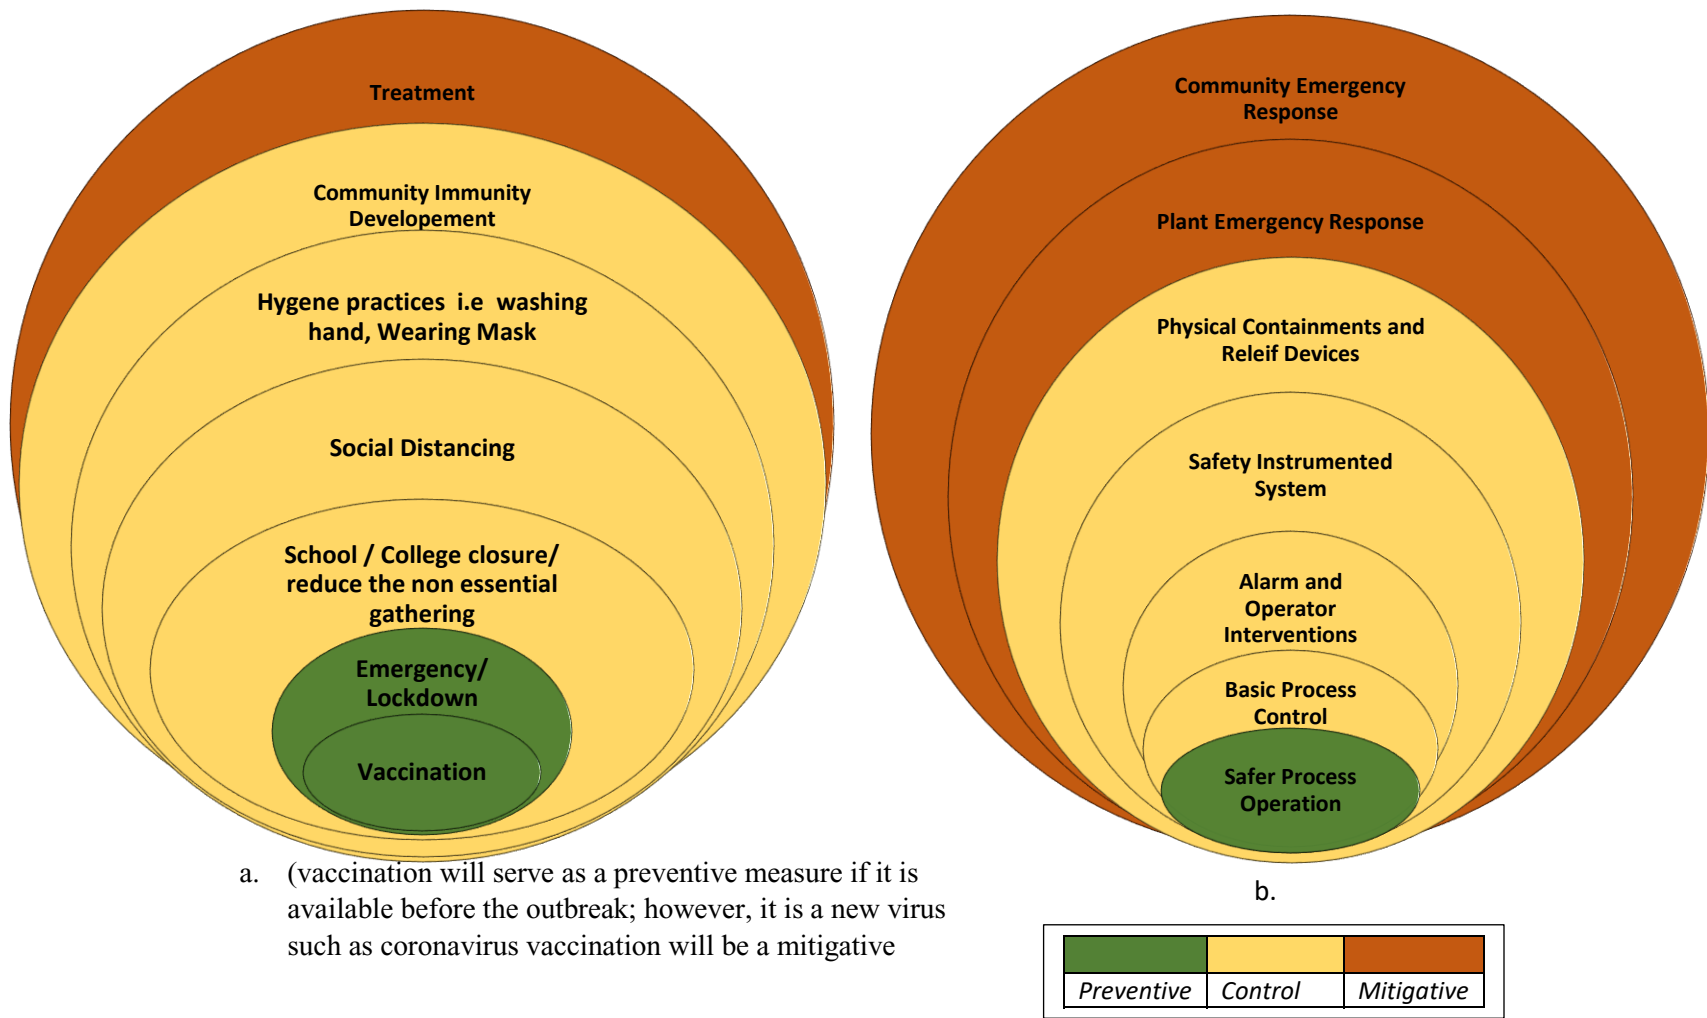 Treatment
Community Immunity
Developement
Hygene practices i.e washing
hand, Wearing Mask
Social Distancing
School / College closure/
reduce the non essential
gathering
Emergency/
Lockdown
Vaccination
a. (vaccination will serve as a preventive measure if it is
available before the outbreak; however, it is a new virus
such as coronavirus vaccination will be a mitigative
Community Emergency
Response
Plant Emergency Response
Physical Containments and
Releif Devices
Safety Instrumented
System
Alarm and
Operator
Interventions
Basic Process
Control
Safer Process
Operation
b.
Preventive Control Mitigative